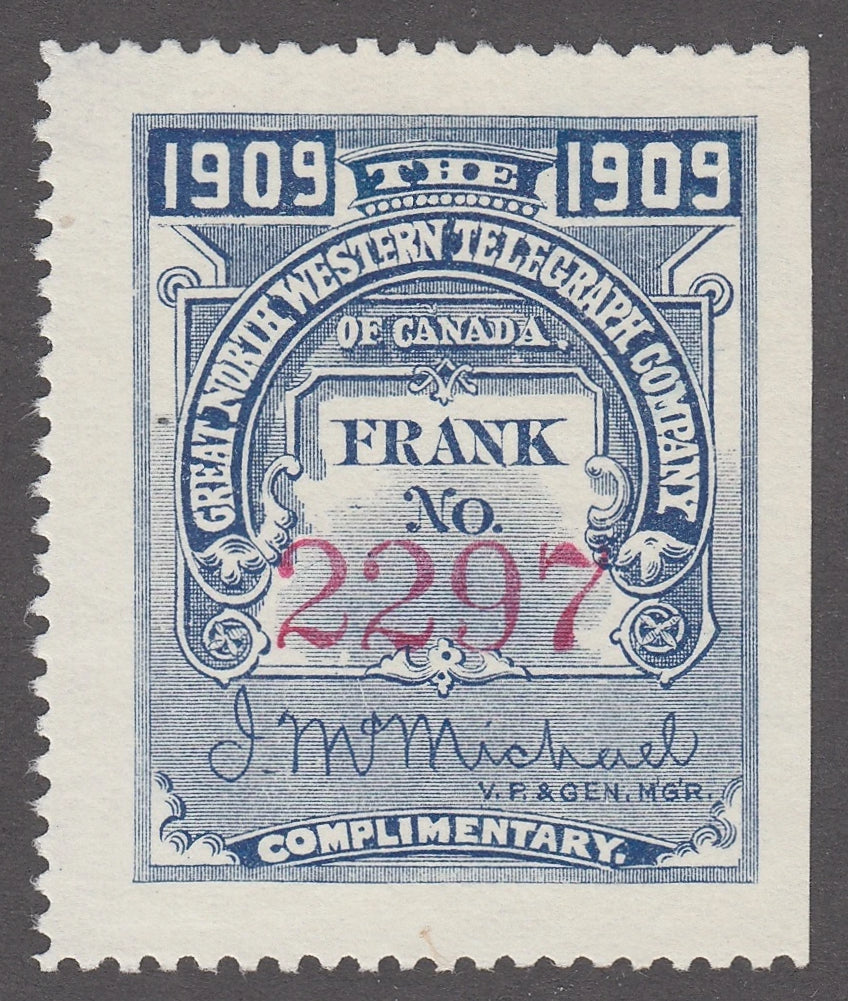 1909 THE 1909
GREAT NORTH WESTERN TELEGRAPH COMPANY
OF CANADA.
FRANK
No.
2297
I. McMichael
V.P. & GEN. MGR.
COMPLIMENTARY.